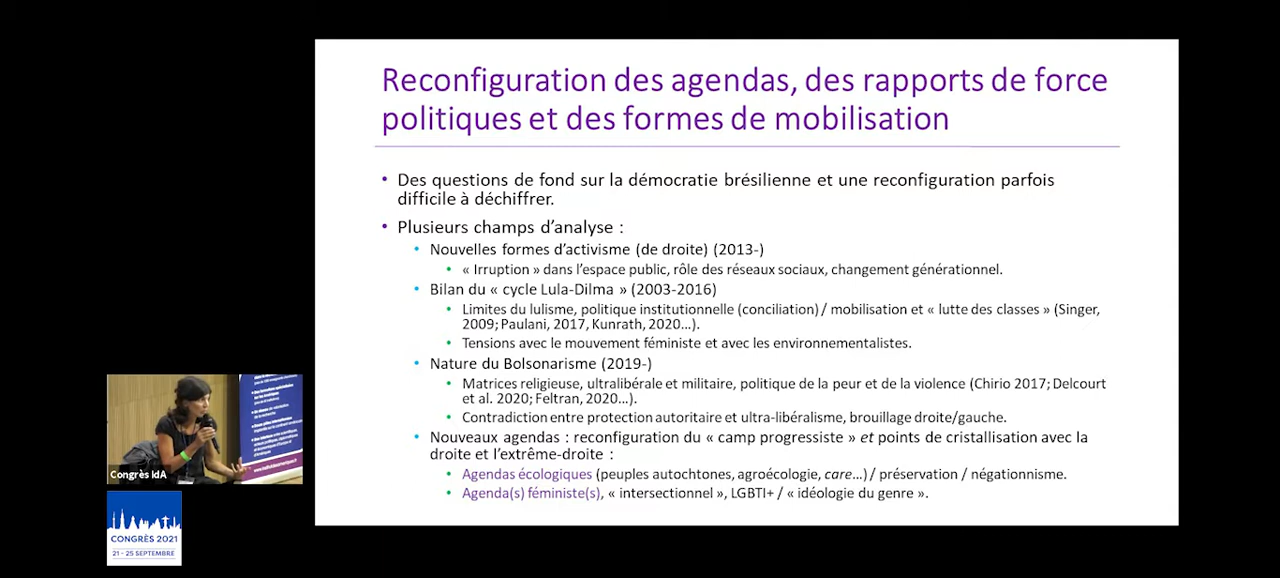 Reconfiguration des agendas, des rapports de force
politiques et des formes de mobilisation
• Des questions de fond sur la démocratie brésilienne et une reconfiguration parfois
difficile à déchiffrer.
• Plusieurs champs d’analyse :
• Nouvelles formes d’activisme (de droite) (2013-)
• « Irruption » dans l’espace public, rôle des réseaux sociaux, changement générationnel.
• Bilan du « cycle Lula-Dilma » (2003-2016)
• Limites du lulisme, politique institutionnelle (conciliation) / mobilisation et « lutte des classes » (Singer,
2009; Paulani, 2017, Kunrath, 2020…).
• Tensions avec le mouvement féministe et avec les environnementalistes.
• Nature du Bolsonarisme (2019-)
• Matrices religieuse, ultralibérale et militaire, politique de la peur et de la violence (Chirio 2017; Delcourt
et al. 2020; Feltran, 2020…).
• Contradiction entre protection autoritaire et ultra-libéralisme, brouillage droite/gauche.
• Nouveaux agendas : reconfiguration du « camp progressiste » et points de cristallisation avec la
droite et l’extrême-droite :
• Agendas écologiques (peuples autochtones, agroécologie, care…) / préservation / négationnisme.
• Agenda(s) féministe(s), « intersectionnel », LGBTI+ / « idéologie du genre ».
Congrès IdA
CONGRÈS 2021
21 - 25 SEPTEMBRE